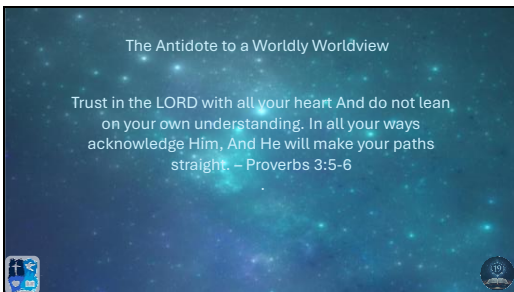 The Antidote to a Worldly Worldview
Trust in the LORD with all your heart And do not lean
on your own understanding. In all your ways
acknowledge Him, And He will make your paths
straight. – Proverbs 3:5-6
.
19